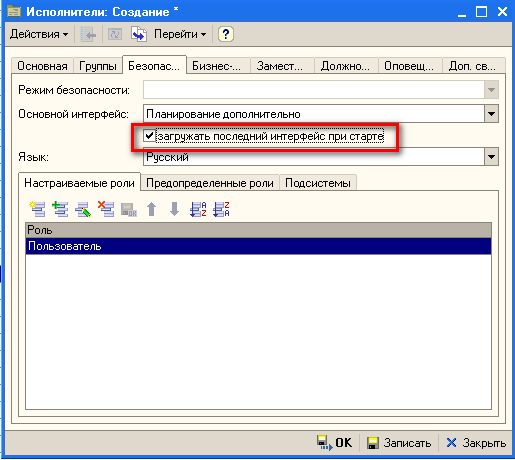 Исполнители: Создание *
Действия Перейти ?
Основная Группы Безопас... Бизнес-... Замест... Должно... Оповещ... Доп. св...
Режим безопасности:
Основной интерфейс: Планирование дополнительно
загружать последний интерфейс при старте
Язык: Русский
Настраиваемые роли Предопределенные роли Подсистемы
Роль
Пользователь
OK Записать Закрыть